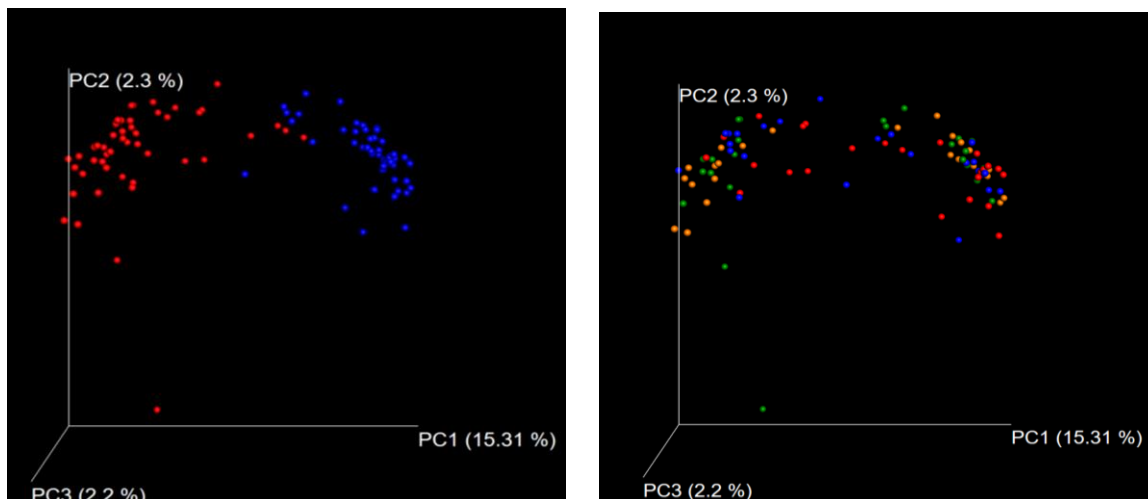 PC2 (2.3 %)
PC1 (15.31 %)
PC3 (2.2 %)
PC2 (2.3 %)
PC1 (15.31 %)
PC3 (2.2 %)